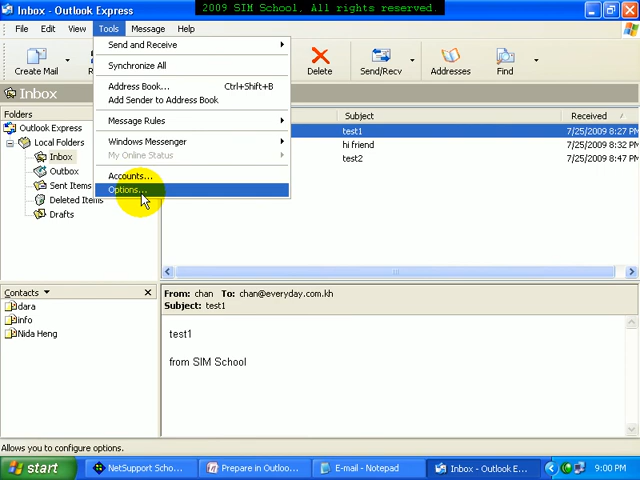 2009 SIM School. All rights reserved.
Inbox - Outlook Express
File Edit View Tools Message Help
Send and Receive
Synchronize All
Address Book... Ctrl+Shift+B
Add Sender to Address Book
Message Rules
Windows Messenger
My Online Status
Accounts...
Options...
Create Mail
Delete
Send/Recv
Addresses
Find
Inbox
Folders
Outlook Express
Local Folders
Inbox
Outbox
Sent Items
Deleted Items
Drafts
Subject Received
test1 7/25/2009 8:27 P
hi friend 7/25/2009 8:32 P
test2 7/25/2009 8:44 P
Contacts
dara
info
Nida Heng
From: chan To: chan@everyday.com.kh
Subject: test1
test1
from SIM School
Allows you to configure options.
start
NetSupport Scho...
Prepare in Outloo...
E-mail - Notepad
Inbox - Outlook E...
9:00 PM